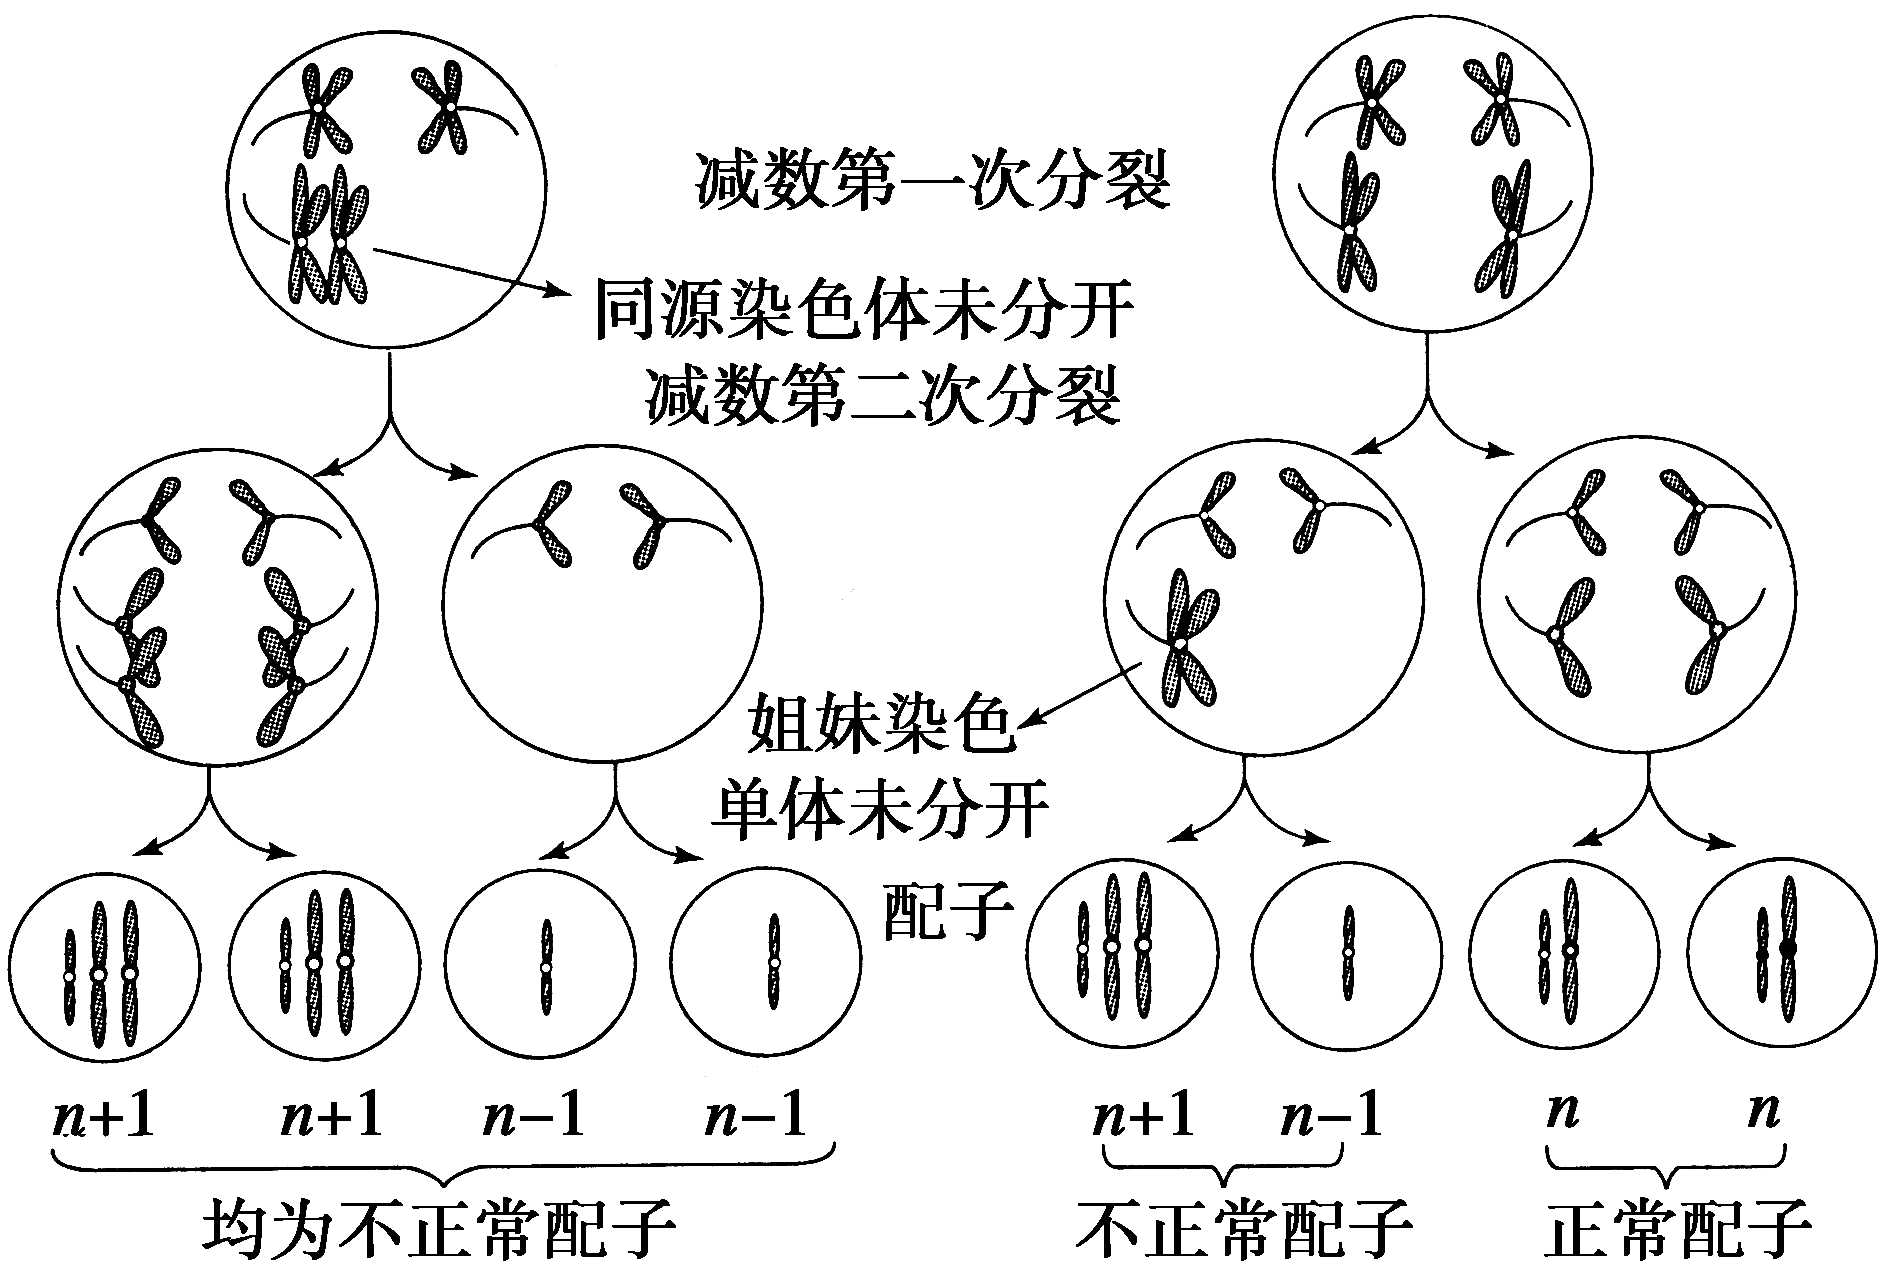 减数第一次分裂
同源染色体未分开
减数第二次分裂
姐妹染色
单体未分开
配子
n+1 n+1 n−1 n−1 n+1 n−1 n n
均为不正常配子 不正常配子 正常配子